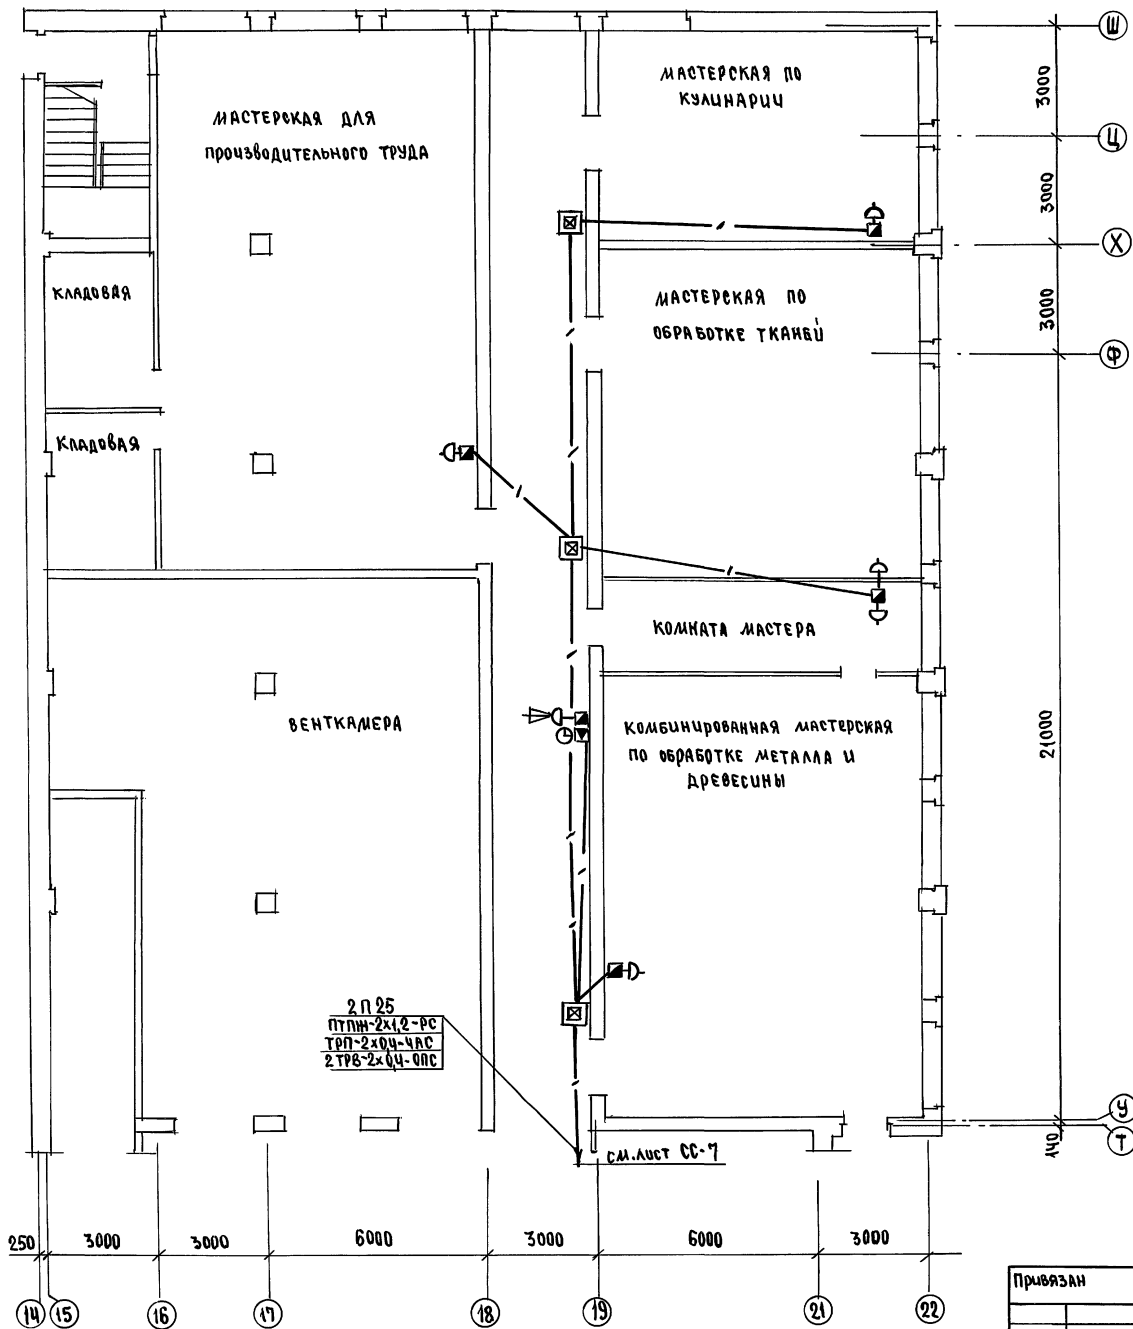 Ш
МАСТЕРСКАЯ ПО
КУЛИНАРИИ
3000
МАСТЕРСКАЯ ДЛЯ
ПРОИЗВОДИТЕЛЬНОГО ТРУДА
Ц
3000
Х
КЛАДОВАЯ
МАСТЕРСКАЯ ПО
ОБРАБОТКЕ ТКАНЕЙ
3000
Ф
КЛАДОВАЯ
КОМНАТА МАСТЕРА
ВЕНТКАМЕРА
КОМБИНИРОВАННАЯ МАСТЕРСКАЯ
ПО ОБРАБОТКЕ МЕТАЛЛА И
ДРЕВЕСИНЫ
21000
2П25
ПТПЖ-2х1,2-РС
ТРП-2х0,4-ЧАС
2ТРВ-2х0,4-ОПС
У
Т
140
СМ.ЛИСТ СС-7
250 3000 3000 6000 3000 6000 3000
Привязан
14 15 16 17 18 19 21 22